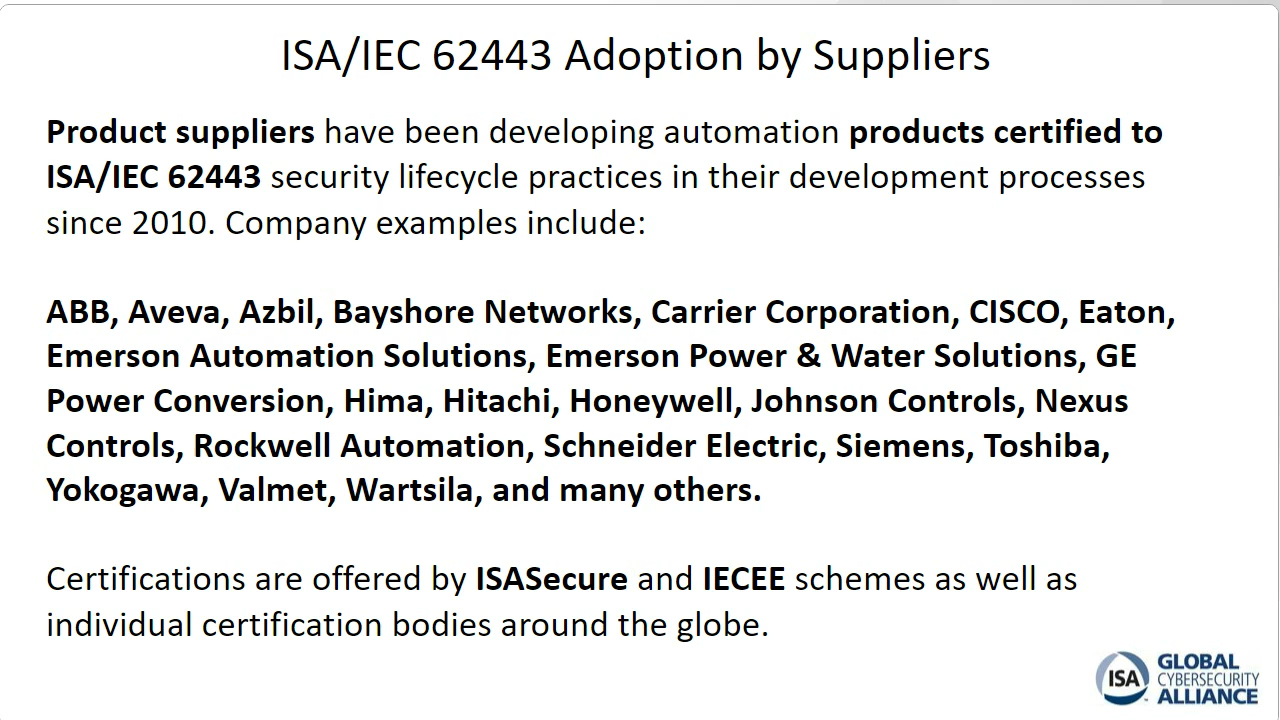 ISA/IEC 62443 Adoption by Suppliers
Product suppliers have been developing automation products certified to
ISA/IEC 62443 security lifecycle practices in their development processes
since 2010. Company examples include:
ABB, Aveva, Azbil, Bayshore Networks, Carrier Corporation, CISCO, Eaton,
Emerson Automation Solutions, Emerson Power & Water Solutions, GE
Power Conversion, Hima, Hitachi, Honeywell, Johnson Controls, Nexus
Controls, Rockwell Automation, Schneider Electric, Siemens, Toshiba,
Yokogawa, Valmet, Wartsila, and many others.
Certifications are offered by ISASecure and IECEE schemes as well as
individual certification bodies around the globe.
ISA
GLOBAL
CYBERSECURITY
ALLIANCE